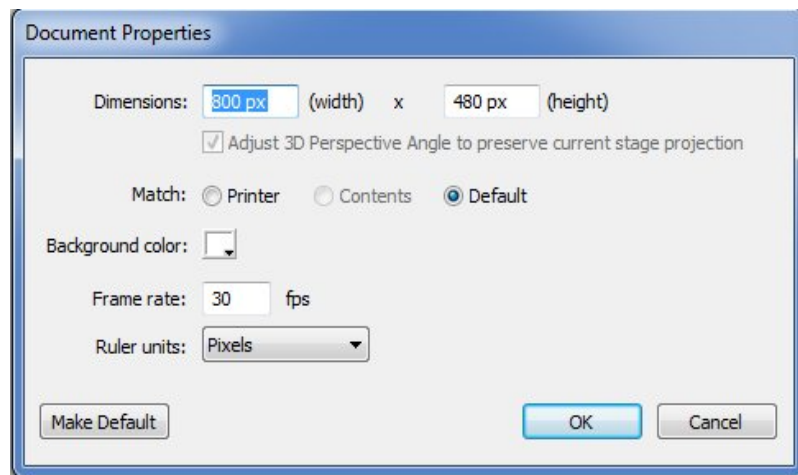 Document Properties
Dimensions: 800 px (width) x 480 px (height)
Adjust 3D Perspective Angle to preserve current stage projection
Match: Printer Contents Default
Background color:
Frame rate: 30 fps
Ruler units: Pixels
Make Default OK Cancel